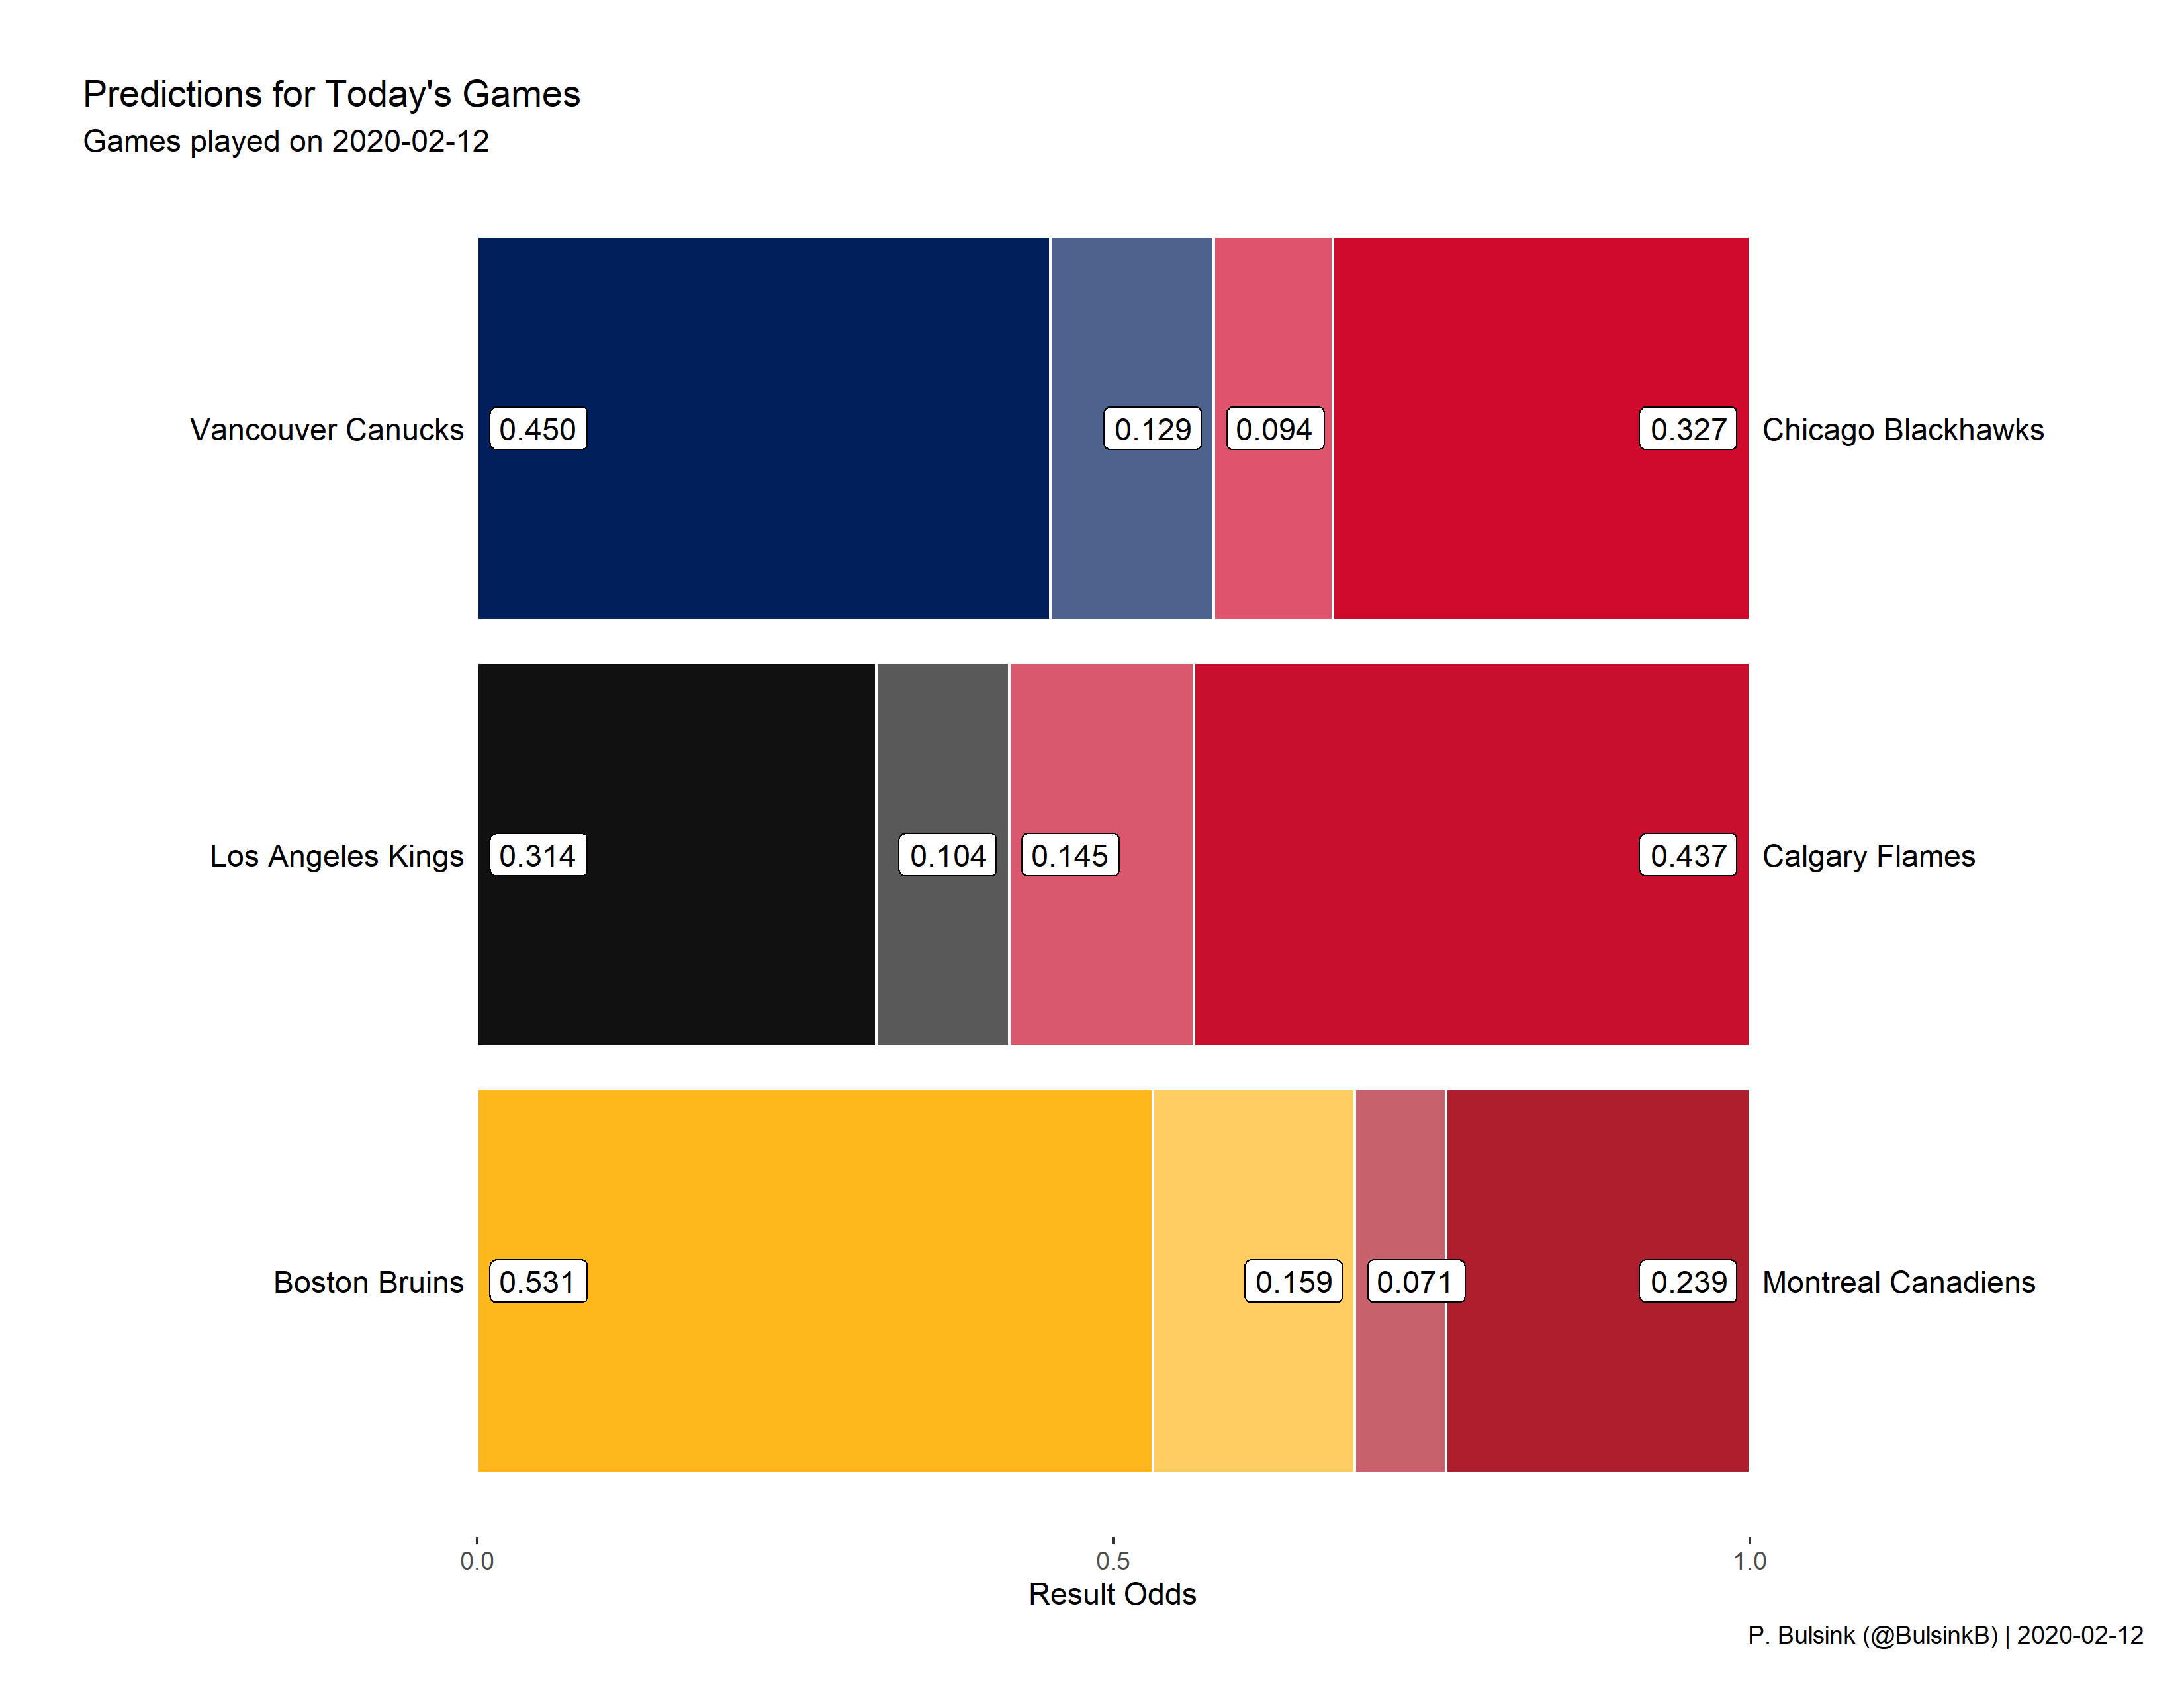 Predictions for Today's Games
Games played on 2020-02-12
Vancouver Canucks 0.450 0.129 0.094 0.327 Chicago Blackhawks
Los Angeles Kings 0.314 0.104 0.145 0.437 Calgary Flames
Boston Bruins 0.531 0.159 0.071 0.239 Montreal Canadiens
0.0 0.5 1.0
Result Odds
P. Bulsink (@BulsinkB) | 2020-02-12